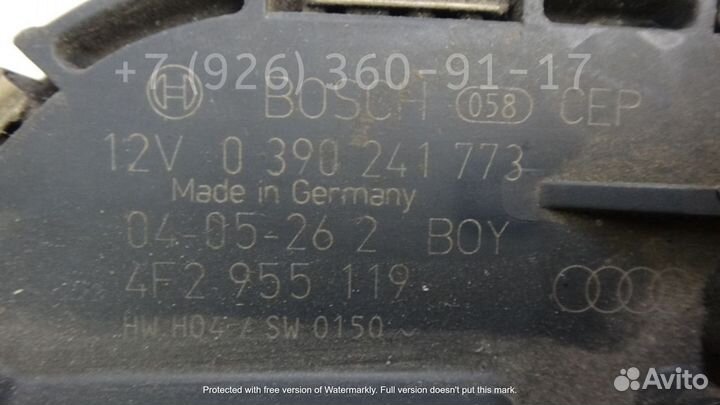 +7 (926) 360-91-17
BOSCH 058 CEP
12V 0 390 241 773
Made in Germany
04-05-26 2 BOY
4F2 955 119
HW H04 / SW 0150
Protected with free version of Watermarkly. Full version doesn't put this mark.
Avito